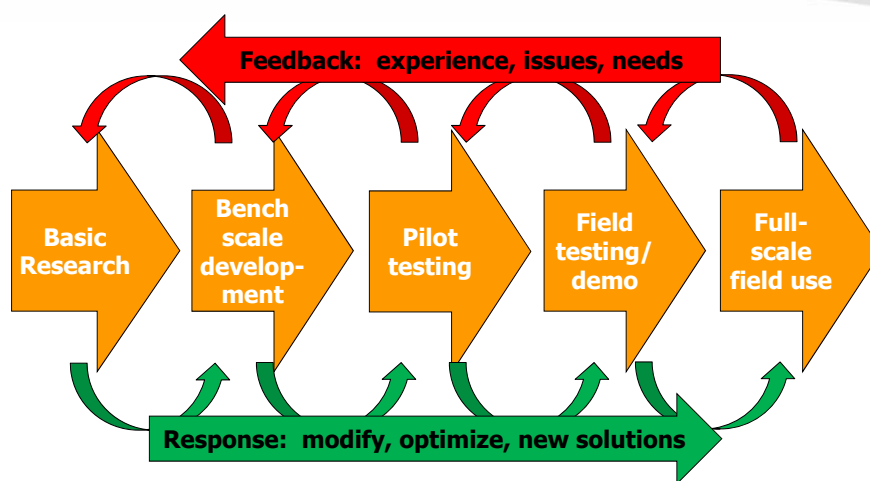 Feedback:  experience, issues, needs
Basic
Research
Bench
scale
develop-
ment
Pilot
testing
Field
testing/
demo
Full-
scale
field use
Response:  modify, optimize, new solutions